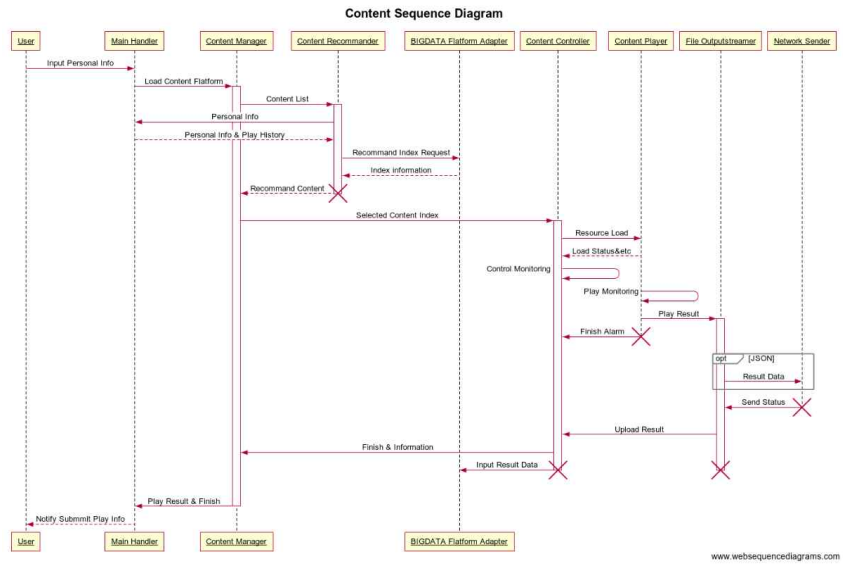 Content Sequence Diagram
User
Main Handler
Content Manager
Content Recommander
BIGDATA Flatform Adapter
Content Controller
Content Player
File Outputstreamer
Network Sender
Input Personal Info
Load Content Flatform
Content List
Personal Info
Personal Info & Play History
Recommand Index Request
Index information
Recommand Content
Selected Content Index
Resource Load
Load Status&etc
Control Monitoring
Play Monitoring
Play Result
Finish Alarm
opt [JSON]
Result Data
Send Status
Upload Result
Finish & Information
Input Result Data
Play Result & Finish
Notify Submmit Play Info
User
Main Handler
Content Manager
BIGDATA Flatform Adapter
www.websequencediagrams.com